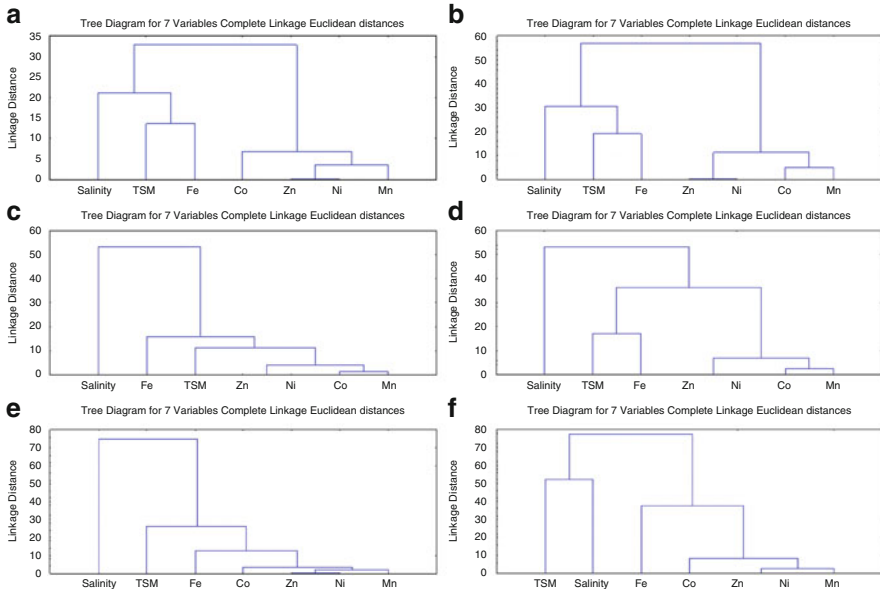 a
Tree Diagram for 7 Variables Complete Linkage Euclidean distances
Linkage Distance
35
30
25
20
15
10
5
0
Salinity TSM Fe Co Zn Ni Mn
b
Tree Diagram for 7 Variables Complete Linkage Euclidean distances
Linkage Distance
60
50
40
30
20
10
0
Salinity TSM Fe Zn Ni Co Mn
c
Tree Diagram for 7 Variables Complete Linkage Euclidean distances
Linkage Distance
60
50
40
30
20
10
0
Salinity Fe TSM Zn Ni Co Mn
d
Tree Diagram for 7 Variables Complete Linkage Euclidean distances
Linkage Distance
60
50
40
30
20
10
0
Salinity TSM Fe Zn Ni Co Mn
e
Tree Diagram for 7 Variables Complete Linkage Euclidean distances
Linkage Distance
80
70
60
50
40
30
20
10
0
Salinity TSM Fe Co Zn Ni Mn
f
Tree Diagram for 7 Variables Complete Linkage Euclidean distances
Linkage Distance
80
70
60
50
40
30
20
10
0
TSM Salinity Fe Co Zn Ni Mn